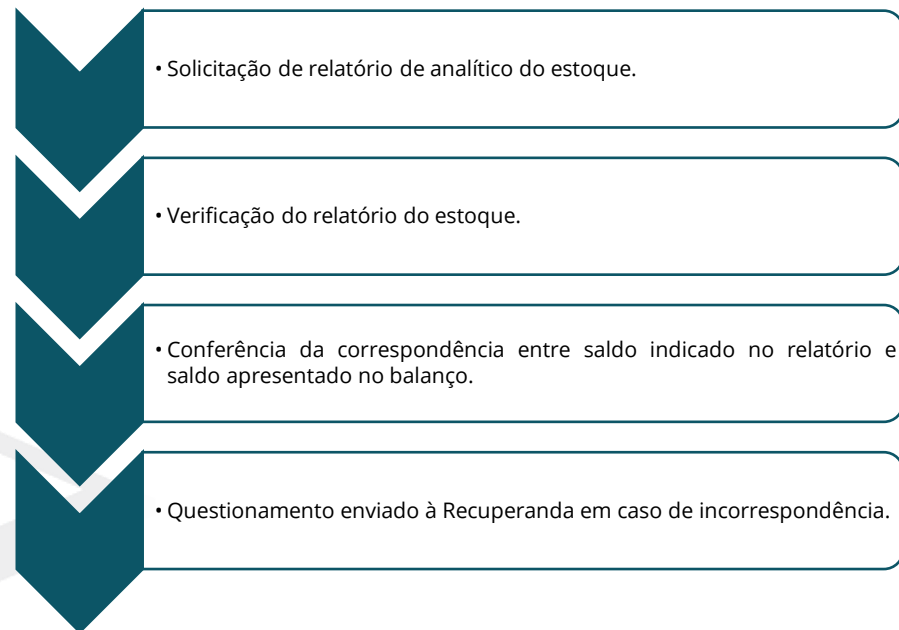 • Solicitação de relatório de analítico do estoque.
• Verificação do relatório do estoque.
• Conferência da correspondência entre saldo indicado no relatório e
saldo apresentado no balanço.
• Questionamento enviado à Recuperanda em caso de incorrespondência.